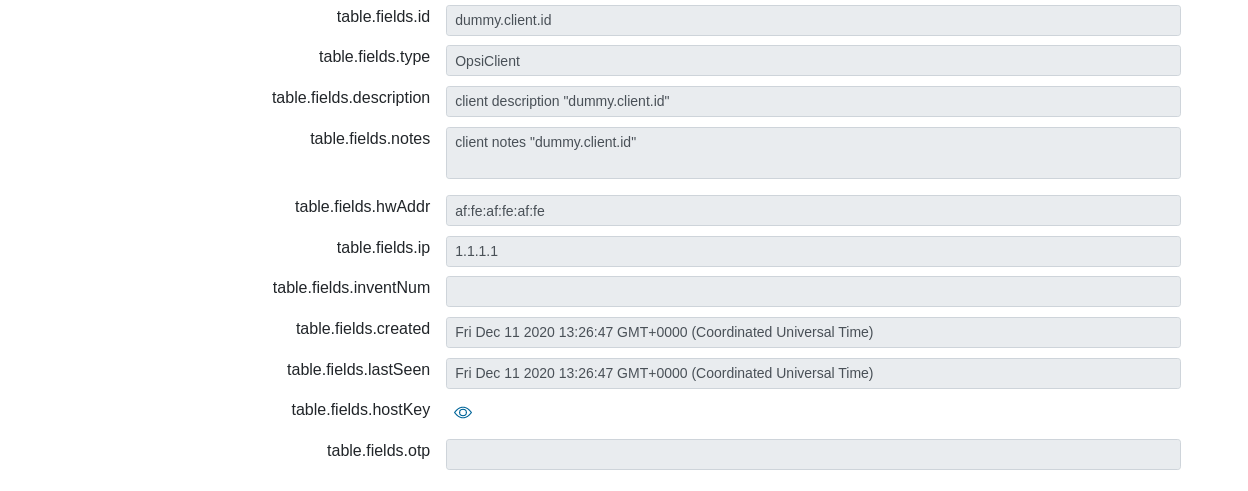 table.fields.id dummy.client.id
table.fields.type OpsiClient
table.fields.description client description "dummy.client.id"
table.fields.notes client notes "dummy.client.id"
table.fields.hwAddr af:fe:af:fe:af:fe
table.fields.ip 1.1.1.1
table.fields.inventNum
table.fields.created Fri Dec 11 2020 13:26:47 GMT+0000 (Coordinated Universal Time)
table.fields.lastSeen Fri Dec 11 2020 13:26:47 GMT+0000 (Coordinated Universal Time)
table.fields.hostKey
table.fields.otp